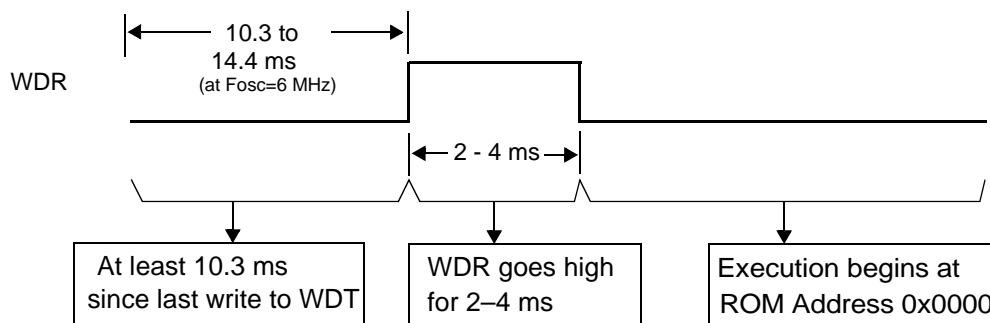 10.3 to
14.4 ms
(at Fosc=6 MHz)
WDR
2 - 4 ms
At least 10.3 ms
since last write to WDT
WDR goes high
for 2–4 ms
Execution begins at
ROM Address 0x0000